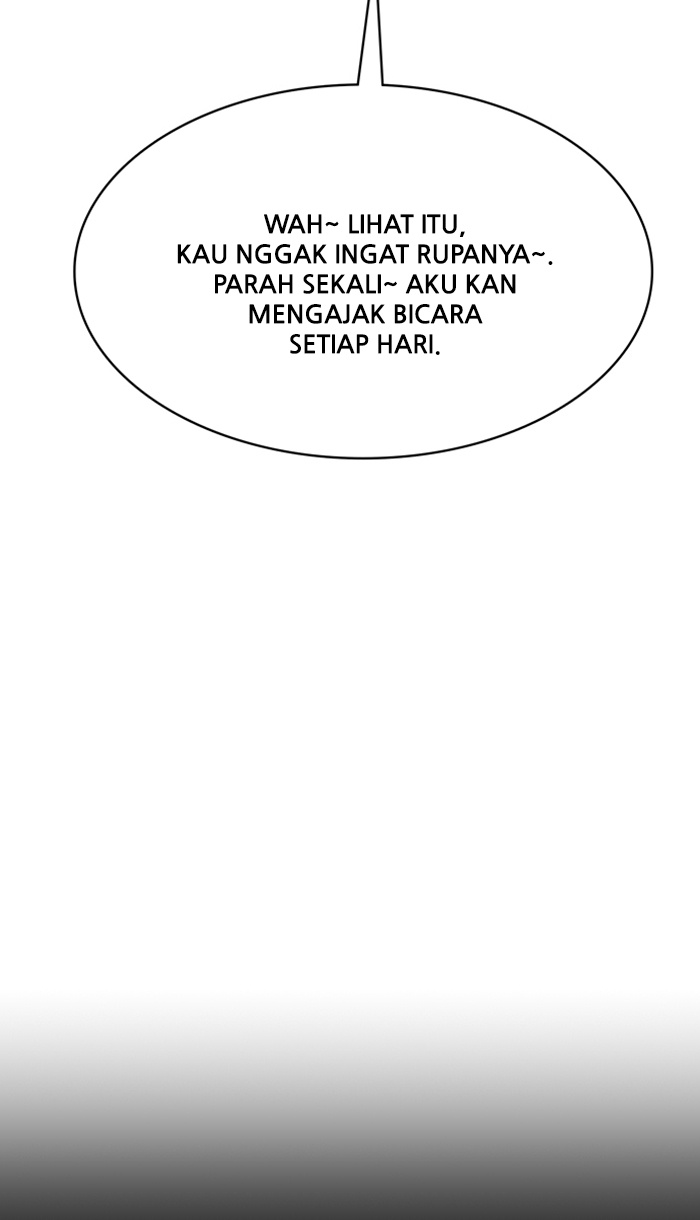 WAH~ LIHAT ITU,
KAU NGGAK INGAT RUPANYA~.
PARAH SEKALI~ AKU KAN
MENGAJAK BICARA
SETIAP HARI.